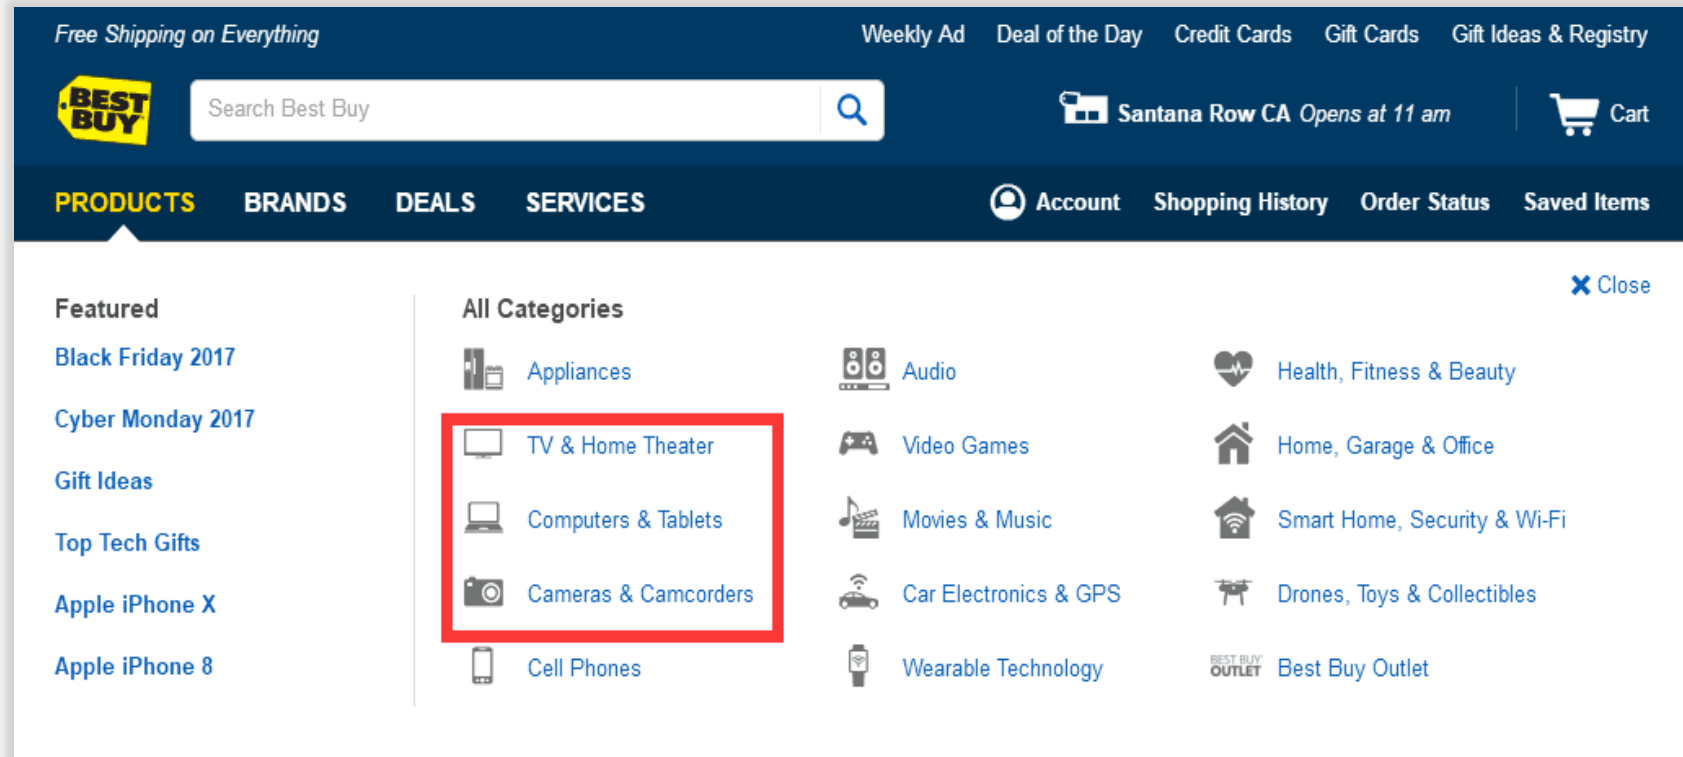 Free Shipping on Everything
Weekly Ad Deal of the Day Credit Cards Gift Cards Gift Ideas & Registry
BEST
BUY
Search Best Buy
Santana Row CA Opens at 11 am
Cart
PRODUCTS BRANDS DEALS SERVICES
Account Shopping History Order Status Saved Items
Close
Featured
Black Friday 2017
Cyber Monday 2017
Gift Ideas
Top Tech Gifts
Apple iPhone X
Apple iPhone 8
All Categories
Appliances
TV & Home Theater
Computers & Tablets
Cameras & Camcorders
Cell Phones
Audio
Video Games
Movies & Music
Car Electronics & GPS
Wearable Technology
Health, Fitness & Beauty
Home, Garage & Office
Smart Home, Security & Wi-Fi
Drones, Toys & Collectibles
BEST BUY
OUTLET
Best Buy Outlet